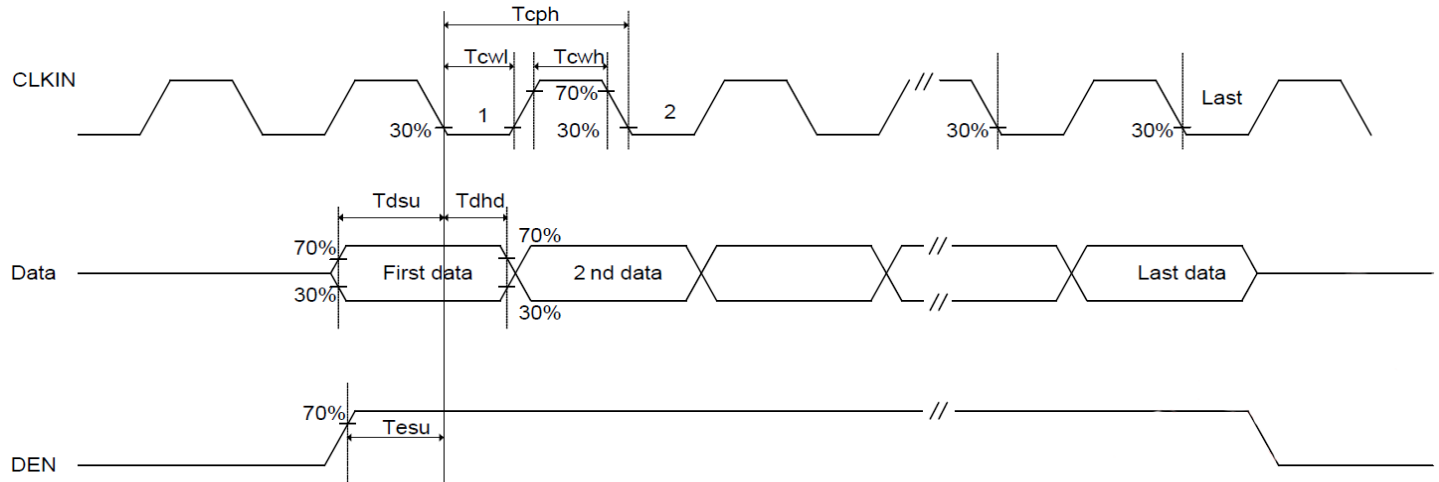 Tcph
Tcwl Tcwh
CLKIN
70%
1 2 Last
30% 30% 30% 30%
Tdsu Tdhd
70% 70%
Data First data 2 nd data Last data
30% 30%
70%
Tesu
DEN